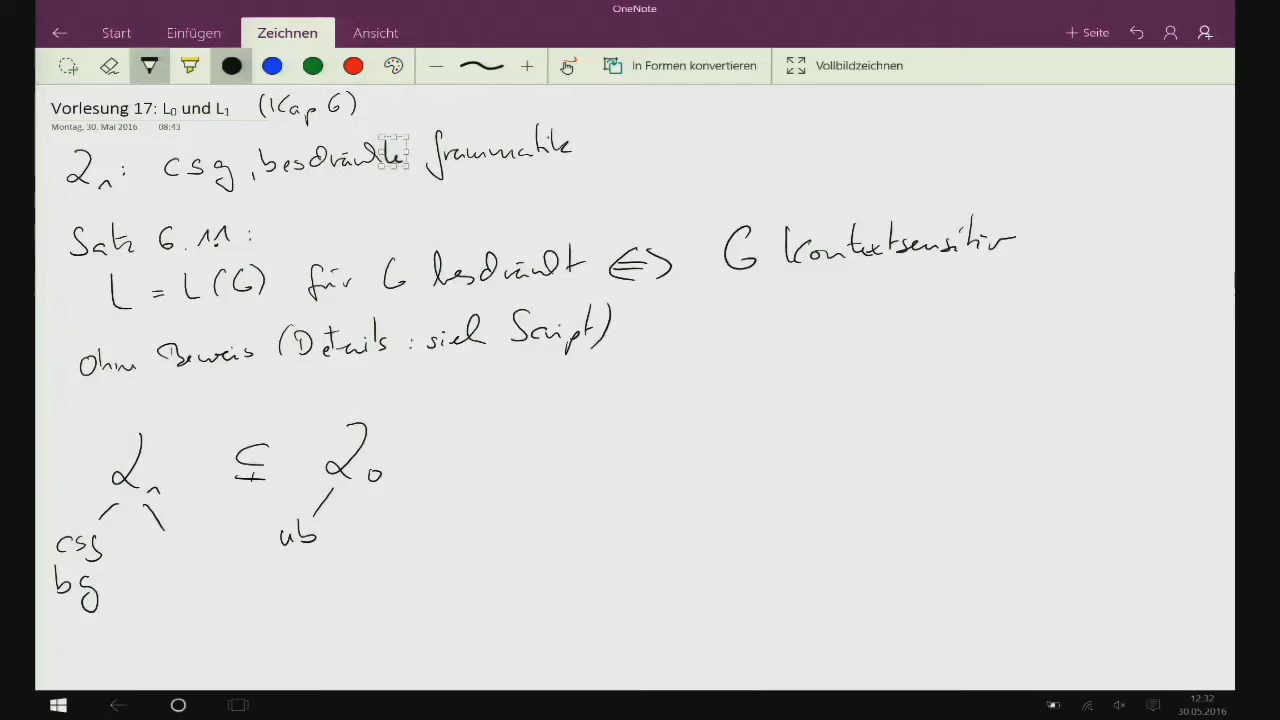 OneNote
Start Einfügen Zeichnen Ansicht + Seite
In Formen konvertieren Vollbildzeichnen
Vorlesung 17: L₀ und L₁ (Kap 6)
Montag, 30. Mai 2016 08:43
ℒ₁: csg, beschränkte Grammatik
Satz 6.1.1:
L = L(G) für G beschränkt ⇔ G kontextsensitiv
Ohne Beweis (Details: siehe Script)
ℒ₁ ⊊ ℒ₀
csg ub
bg
12:32
30.05.2016